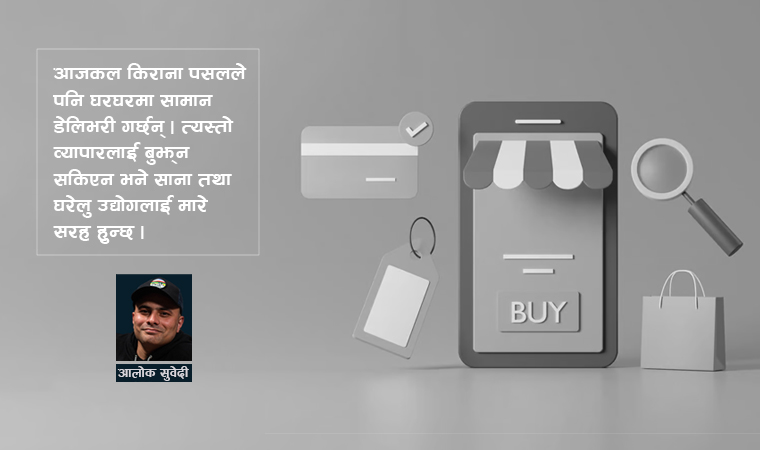 आजकल किराना पसलले
पनि घरघरमा सामान
डेलिभरी गर्छन् । त्यस्तो
व्यापारलाई बुझ्न
सकिएन भने साना तथा
घरेलु उद्योगलाई मारे
सरह हुन्छ ।
आलोक सुवेदी
BUY